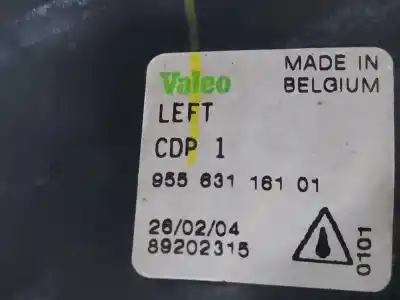 Valeo
MADE IN
BELGIUM
LEFT
CDP 1
955 631 161 01
26/02/04
89202315
0101